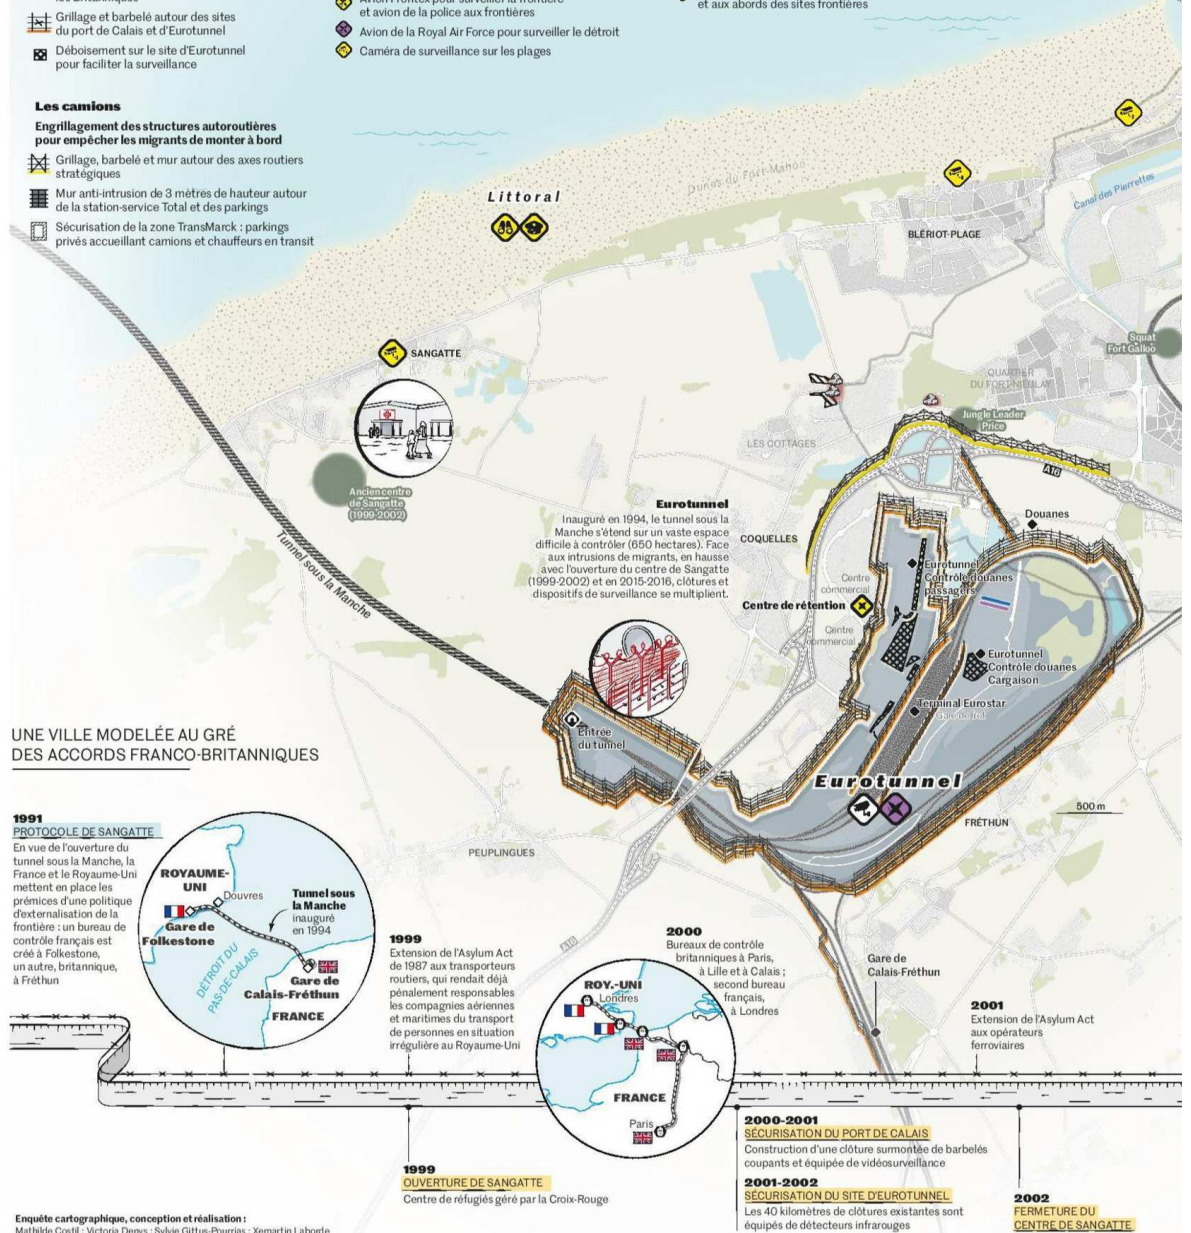 Grillage et barbelé autour des sites
du port de Calais et d'Eurotunnel
Déboisement sur le site d'Eurotunnel
pour faciliter la surveillance
et avion de la police aux frontières
Avion de la Royal Air Force pour surveiller le détroit
Caméra de surveillance sur les plages
et aux abords des sites frontières
Les camions
Engrillagement des structures autoroutières
pour empêcher les migrants de monter à bord
Grillage, barbelé et mur autour des axes routiers
stratégiques
Mur anti-intrusion de 3 mètres de hauteur autour
de la station-service Total et des parkings
Sécurisation de la zone TransMarck : parkings
privés accueillant camions et chauffeurs en transit
Littoral
Dunes du Fort-Mahon
Canal des Pierrettes
BLÉRIOT-PLAGE
SANGATTE
Squat
Fort Galloo
QUARTIER
DU FORT-NIEULAY
Jungle Leader
Price
LES COTTAGES
A16
Ancien centre
de Sangatte
(1999-2002)
Tunnel sous la Manche
Eurotunnel
Inauguré en 1994, le tunnel sous la
Manche s'étend sur un vaste espace
difficile à contrôler (650 hectares). Face
aux intrusions de migrants, en hausse
avec l'ouverture du centre de Sangatte
(1999-2002) et en 2015-2016, clôtures et
dispositifs de surveillance se multiplient.
COQUELLES
Douanes
Centre
commercial
Eurotunnel
Contrôle douanes
passagers
Centre de rétention
Centre
commercial
Eurotunnel
Contrôle douanes
Cargaison
Terminal Eurostar
Entrée
du tunnel
Eurotunnel
500 m
FRÉTHUN
PEUPLINGUES
A16
Gare de
Calais-Fréthun
UNE VILLE MODELÉE AU GRÉ
DES ACCORDS FRANCO-BRITANNIQUES
1991
PROTOCOLE DE SANGATTE
En vue de l'ouverture du
tunnel sous la Manche, la
France et le Royaume-Uni
mettent en place les
prémices d'une politique
d'externalisation de la
frontière : un bureau de
contrôle français est
créé à Folkestone,
un autre, britannique,
à Fréthun
ROYAUME-
UNI
Douvres
Gare de
Folkestone
Tunnel sous
la Manche
inauguré
en 1994
DÉTROIT DU
PAS-DE-CALAIS
Gare de
Calais-Fréthun
FRANCE
1999
Extension de l'Asylum Act
de 1987 aux transporteurs
routiers, qui rendait déjà
pénalement responsables
les compagnies aériennes
et maritimes du transport
de personnes en situation
irrégulière au Royaume-Uni
2000
Bureaux de contrôle
britanniques à Paris,
à Lille et à Calais ;
second bureau
français,
à Londres
ROY.-UNI
Londres
FRANCE
Paris
2001
Extension de l'Asylum Act
aux opérateurs
ferroviaires
1999
OUVERTURE DE SANGATTE
Centre de réfugiés géré par la Croix-Rouge
2000-2001
SÉCURISATION DU PORT DE CALAIS
Construction d'une clôture surmontée de barbelés
coupants et équipée de vidéosurveillance
2001-2002
SÉCURISATION DU SITE D'EUROTUNNEL
Les 40 kilomètres de clôtures existantes sont
équipés de détecteurs infrarouges
2002
FERMETURE DU
CENTRE DE SANGATTE
Enquête cartographique, conception et réalisation :
Mathilde Costil ; Victoria Denys ; Sylvie Gittus-Pourrias ; Xemartin Laborde